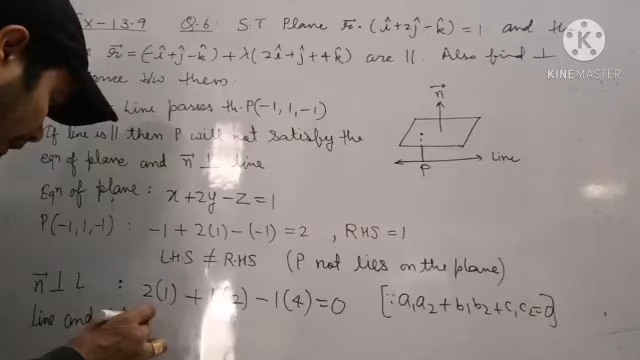 Ex-13.9 Q.6 S.T Plane r⃗.(î+2ĵ-k̂)=1 and
r⃗=(-î+ĵ-k̂)+λ(2î+ĵ+4k̂) are ||. Also find ⊥
b/w them.
KINEMASTER
Line passes th. P(-1,1,-1)
If line is || then P will not satisfy the
eqn of plane and n⃗ ⊥ line
n⃗
Line
P
Eqn of plane: x+2y-z=1
P(-1,1,-1) : -1+2(1)-(-1)=2 , RHS=1
LHS ≠ RHS (P not lies on the plane)
n⃗ ⊥ L : 2(1) + 2) - 1(4)=0 [∵ a₁a₂+b₁b₂+c₁c₂=0]
Line and